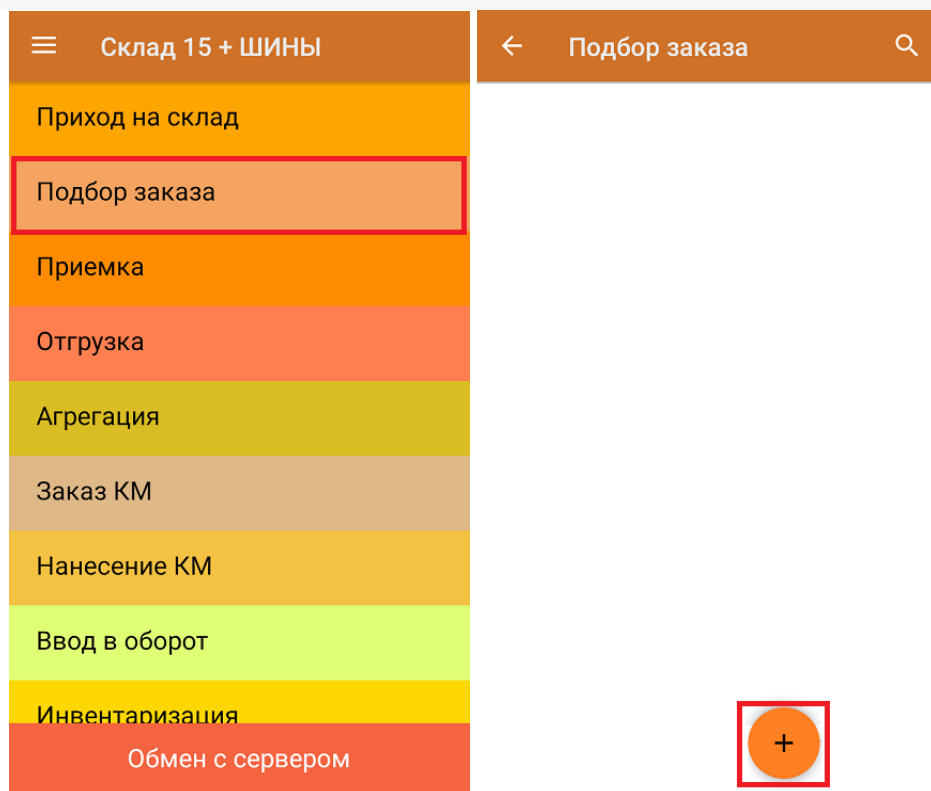 Склад 15 + ШИНЫ
Приход на склад
Подбор заказа
Приемка
Отгрузка
Агрегация
Заказ КМ
Нанесение КМ
Ввод в оборот
Инвентаризация
Обмен с сервером
Подбор заказа
+